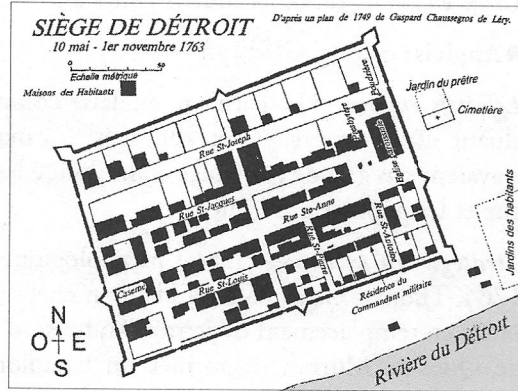 SIÈGE DE DÉTROIT
10 mai - 1er novembre 1763
D'après un plan de 1749 de Gaspard Chaussegros de Léry.
0 50
Echelle métrique
Maisons des Habitants
Poudrière
Jardin du prêtre
Cimetière
Presbytère
Rue St-Joseph
Rue St-Jacques
Rue Ste-Anne
Rue St-Antoine
Rue St-Pierre
Rue St-Louis
Caserne
Résidence du
Commandant militaire
Jardins des habitants
Rivière du Détroit
N
O E
S